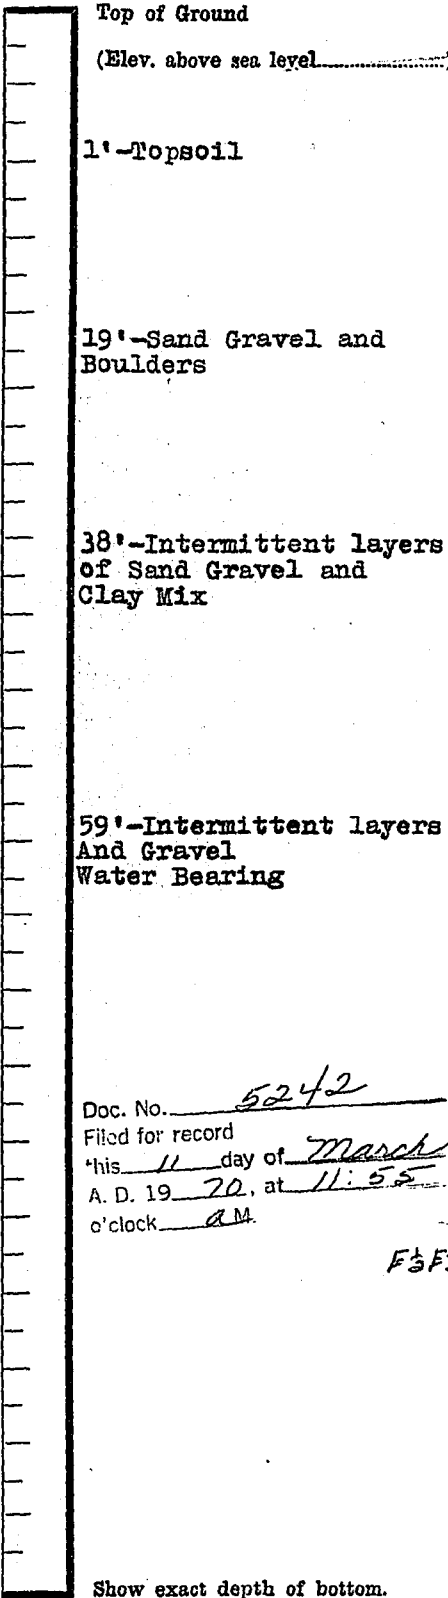 Top of Ground
(Elev. above sea level....................)
1'-Topsoil
19'-Sand Gravel and
Boulders
38'-Intermittent layers
of Sand Gravel and
Clay Mix
59'-Intermittent layers
And Gravel
Water Bearing
Doc. No. 5242
Filed for record
this 11 day of March
A. D. 19 70, at 11:55
o'clock A M.
Show exact depth of bottom.